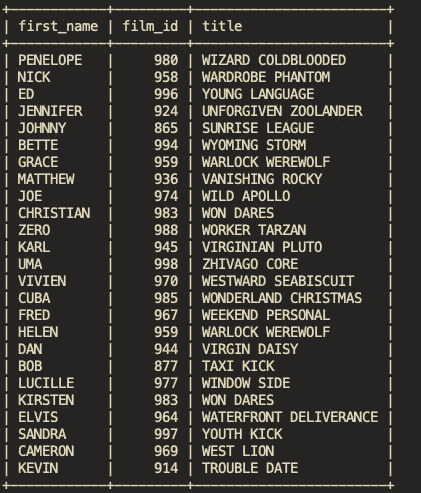 +------------+---------+------------------------+
| first_name | film_id | title                  |
+------------+---------+------------------------+
| PENELOPE   |     980 | WIZARD COLDBLOODED     |
| NICK       |     958 | WARDROBE PHANTOM       |
| ED         |     996 | YOUNG LANGUAGE         |
| JENNIFER   |     924 | UNFORGIVEN ZOOLANDER   |
| JOHNNY     |     865 | SUNRISE LEAGUE         |
| BETTE      |     994 | WYOMING STORM          |
| GRACE      |     959 | WARLOCK WEREWOLF       |
| MATTHEW    |     936 | VANISHING ROCKY        |
| JOE        |     974 | WILD APOLLO            |
| CHRISTIAN  |     983 | WON DARES              |
| ZERO       |     988 | WORKER TARZAN          |
| KARL       |     945 | VIRGINIAN PLUTO        |
| UMA        |     998 | ZHIVAGO CORE           |
| VIVIEN     |     970 | WESTWARD SEABISCUIT    |
| CUBA       |     985 | WONDERLAND CHRISTMAS   |
| FRED       |     967 | WEEKEND PERSONAL       |
| HELEN      |     959 | WARLOCK WEREWOLF       |
| DAN        |     944 | VIRGIN DAISY           |
| BOB        |     877 | TAXI KICK              |
| LUCILLE    |     977 | WINDOW SIDE            |
| KIRSTEN    |     983 | WON DARES              |
| ELVIS      |     964 | WATERFRONT DELIVERANCE |
| SANDRA     |     997 | YOUTH KICK             |
| CAMERON    |     969 | WEST LION              |
| KEVIN      |     914 | TROUBLE DATE           |
+------------+---------+------------------------+